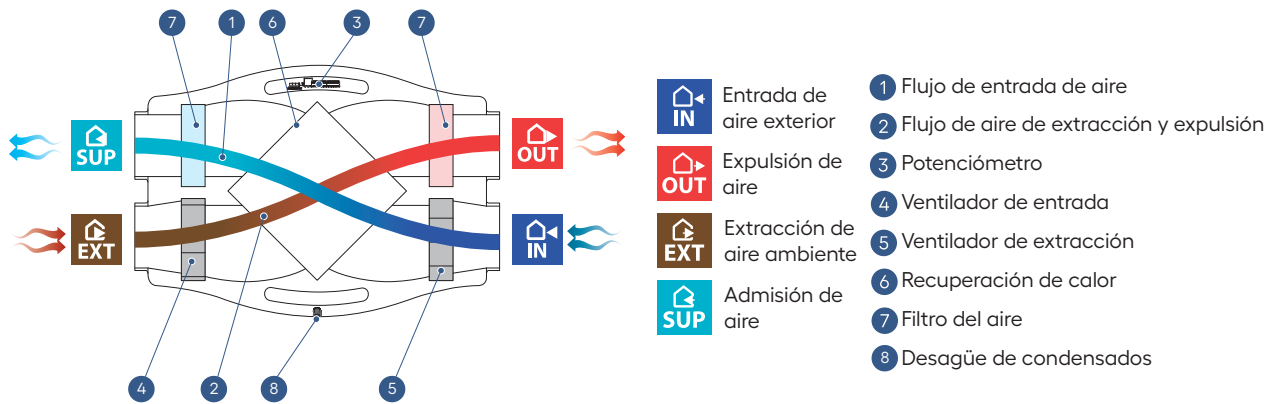 7
1
6
3
7
SUP
OUT
EXT
IN
4
2
8
5
IN
Entrada de
aire exterior
OUT
Expulsión de
aire
EXT
Extracción de
aire ambiente
SUP
Admisión de
aire
1 Flujo de entrada de aire
2 Flujo de aire de extracción y expulsión
3 Potenciómetro
4 Ventilador de entrada
5 Ventilador de extracción
6 Recuperación de calor
7 Filtro del aire
8 Desagüe de condensados